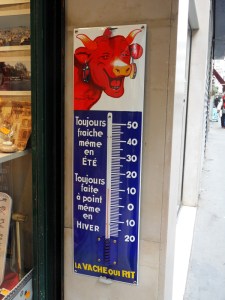 Toujours
fraîche
même
en
ÉTÉ
Toujours
faite
à point
même
en
HIVER
50
40
30
20
10
0
10
20
LA VACHE QUI RIT